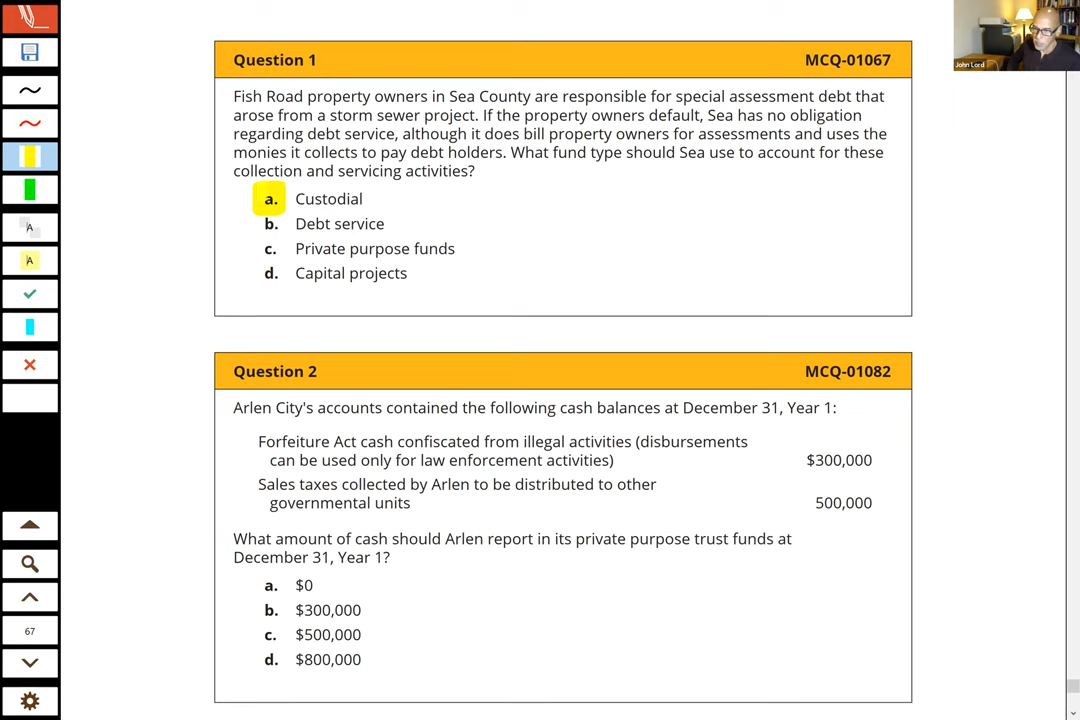 Question 1 MCQ-01067
Fish Road property owners in Sea County are responsible for special assessment debt that
arose from a storm sewer project. If the property owners default, Sea has no obligation
regarding debt service, although it does bill property owners for assessments and uses the
monies it collects to pay debt holders. What fund type should Sea use to account for these
collection and servicing activities?
a. Custodial
b. Debt service
c. Private purpose funds
d. Capital projects
John Lord
A
A
67
Question 2 MCQ-01082
Arlen City's accounts contained the following cash balances at December 31, Year 1:
Forfeiture Act cash confiscated from illegal activities (disbursements
can be used only for law enforcement activities) $300,000
Sales taxes collected by Arlen to be distributed to other
governmental units 500,000
What amount of cash should Arlen report in its private purpose trust funds at
December 31, Year 1?
a. $0
b. $300,000
c. $500,000
d. $800,000